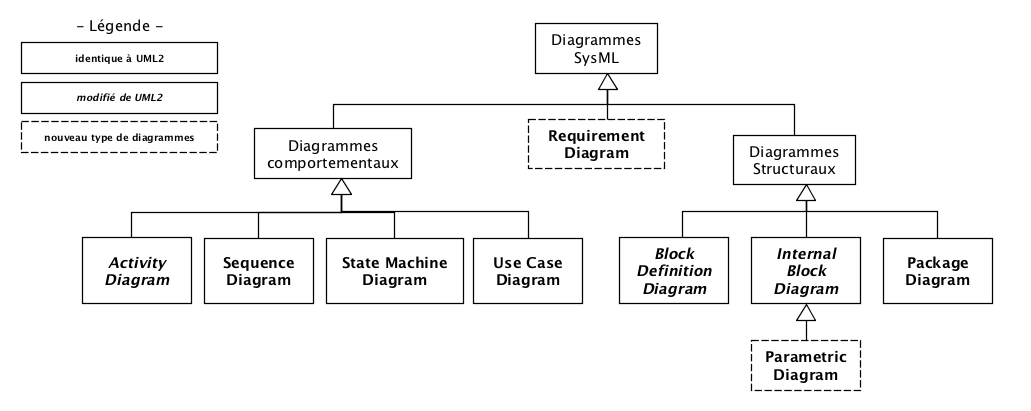 – Légende –
identique à UML2
modifié de UML2
nouveau type de diagrammes
Diagrammes
SysML
Diagrammes
comportementaux
Requirement
Diagram
Diagrammes
Structuraux
Activity
Diagram
Sequence
Diagram
State Machine
Diagram
Use Case
Diagram
Block
Definition
Diagram
Internal
Block
Diagram
Package
Diagram
Parametric
Diagram